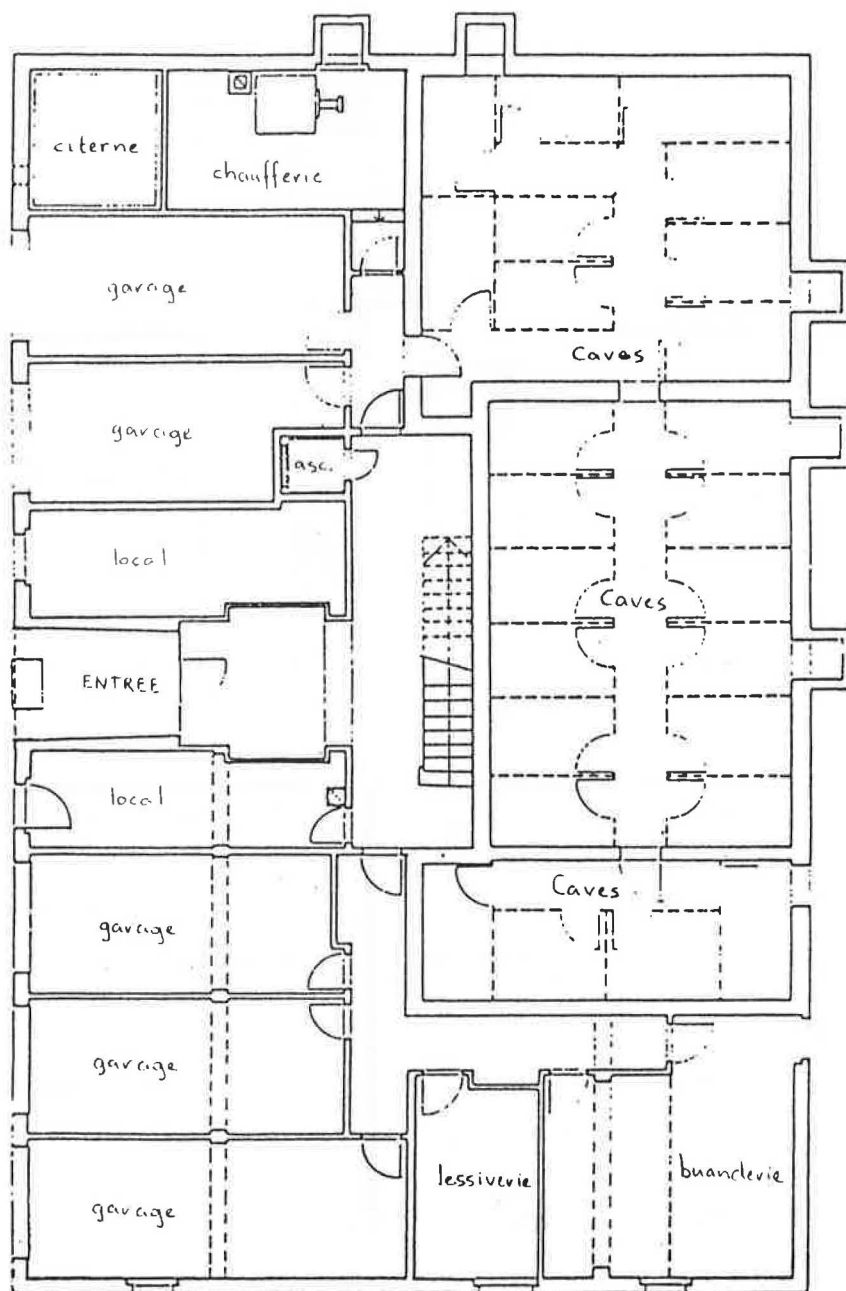 citerne
chaufferie
garage
Caves
garage
asc.
local
Caves
ENTREE
local
Caves
garage
garage
lessiverie
buanderie
garage